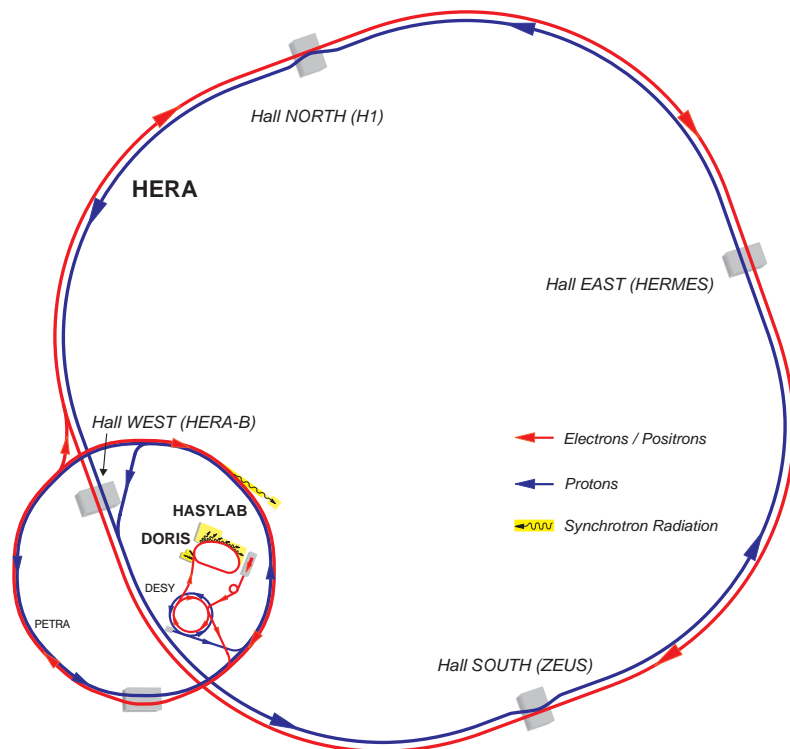 Hall NORTH (H1)
HERA
Hall EAST (HERMES)
Hall WEST (HERA-B)
Electrons / Positrons
Protons
Synchrotron Radiation
HASYLAB
DORIS
DESY
PETRA
Hall SOUTH (ZEUS)